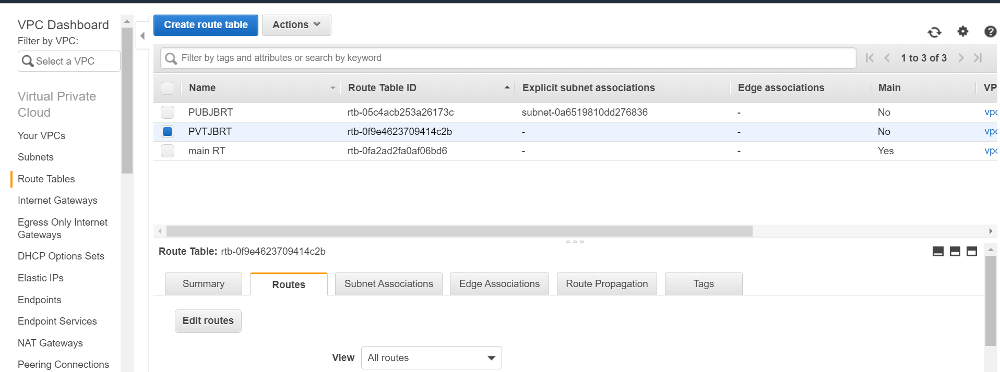 VPC Dashboard
Filter by VPC:
Select a VPC
Virtual Private
Cloud
Your VPCs
Subnets
Route Tables
Internet Gateways
Egress Only Internet
Gateways
DHCP Options Sets
Elastic IPs
Endpoints
Endpoint Services
NAT Gateways
Peering Connections
Create route table Actions
Filter by tags and attributes or search by keyword 1 to 3 of 3
Name Route Table ID Explicit subnet associations Edge associations Main VP
PUBJBRT rtb-05c4acb253a26173c subnet-0a6519810dd276836 - No vpc
PVTJBRT rtb-0f9e4623709414c2b - - No vpc
main RT rtb-0fa2ad2fa0af06bd6 - - Yes vpc
Route Table: rtb-0f9e4623709414c2b
Summary Routes Subnet Associations Edge Associations Route Propagation Tags
Edit routes
View All routes